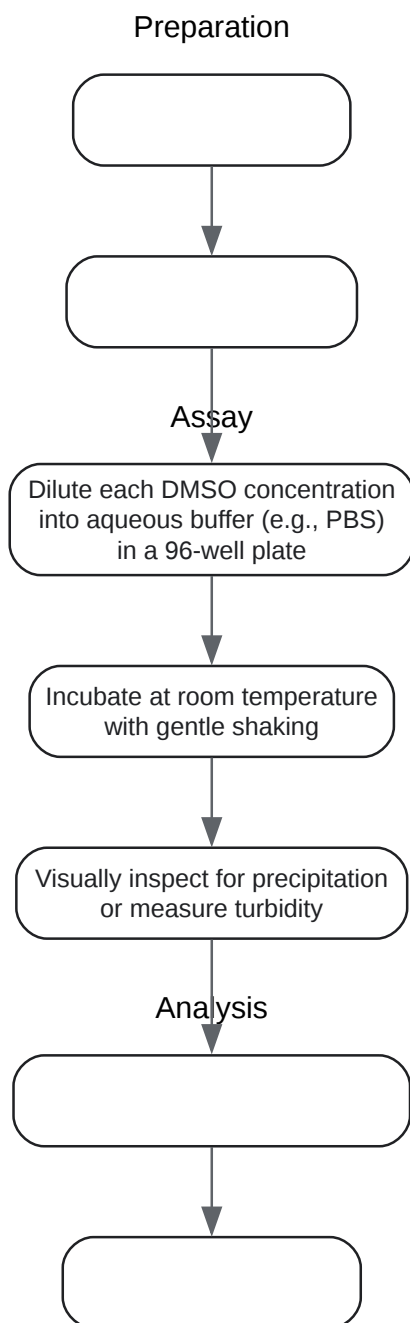 Preparation
Assay
Dilute each DMSO concentration
into aqueous buffer (e.g., PBS)
in a 96-well plate
Incubate at room temperature
with gentle shaking
Visually inspect for precipitation
or measure turbidity
Analysis